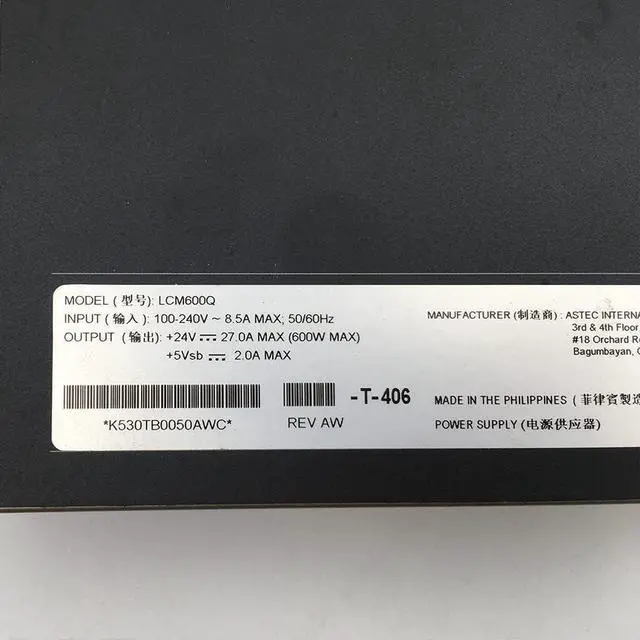 MODEL (型号): LCM600Q
INPUT (输入): 100-240V ~ 8.5A MAX; 50/60Hz
OUTPUT (输出): +24V 27.0A MAX (600W MAX)
+5Vsb 2.0A MAX
*K530TB0050AWC*
REV AW
-T-406
MANUFACTURER (制造商) : ASTEC INTERNA
3rd & 4th Floor,
#18 Orchard Ro
Bagumbayan, Q
MADE IN THE PHILIPPINES (菲律宾製造
POWER SUPPLY (电源供应器)